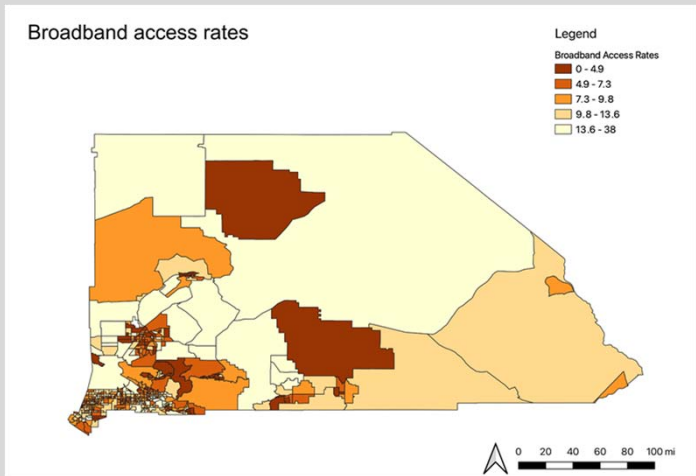 Broadband access rates
Legend
Broadband Access Rates
0 - 4.9
4.9 - 7.3
7.3 - 9.8
9.8 - 13.6
13.6 - 38
0 20 40 60 80 100 mi